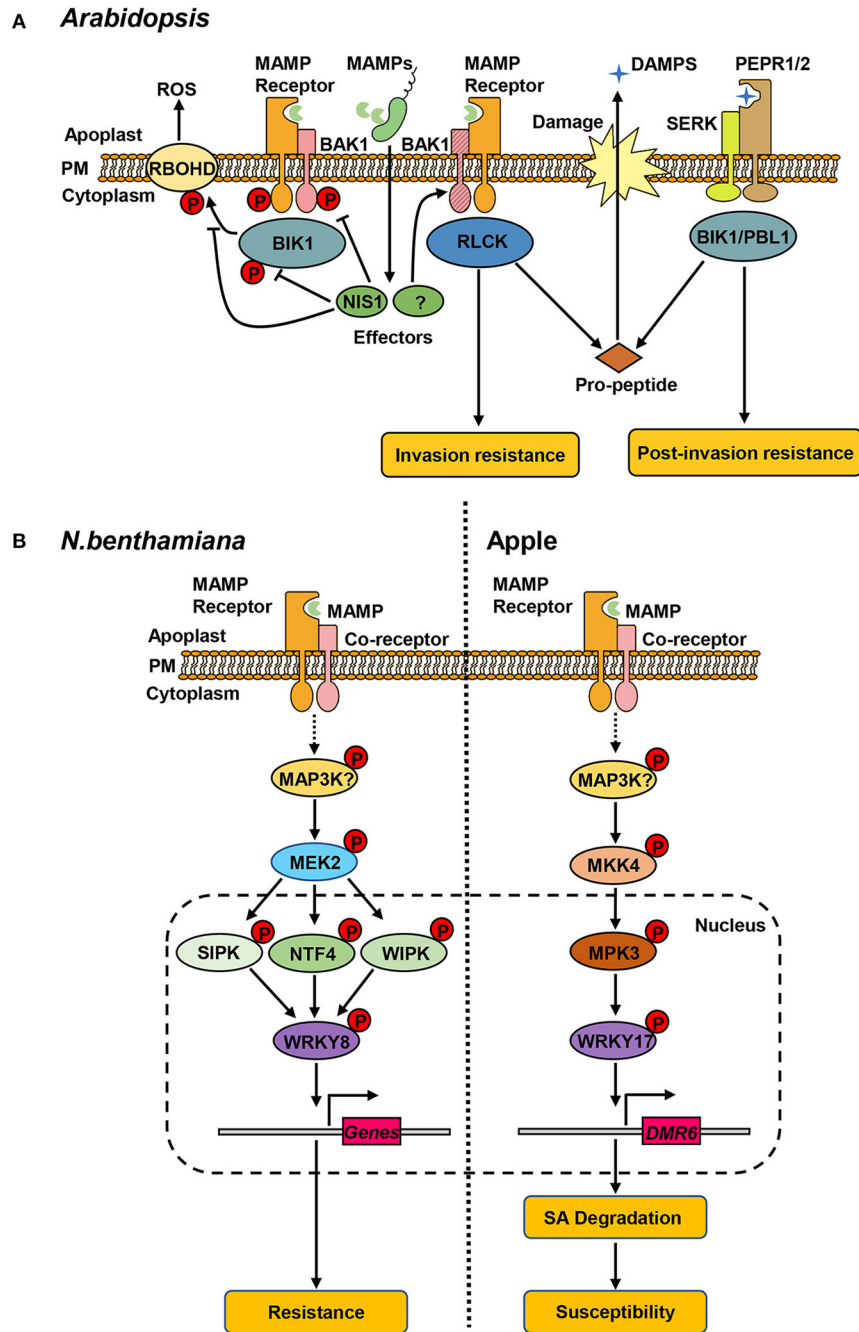 A Arabidopsis
MAMP
Receptor
MAMPs
MAMP
Receptor
DAMPS
PEPR1/2
ROS
SERK
Apoplast
BAK1
BAK1
Damage
PM
RBOHD
Cytoplasm
P
P
P
BIK1
RLCK
BIK1/PBL1
P
NIS1
?
Effectors
Pro-peptide
Invasion resistance
Post-invasion resistance
B N.benthamiana
Apple
MAMP
Receptor
MAMP
Apoplast
Co-receptor
PM
Cytoplasm
MAMP
Receptor
MAMP
Apoplast
Co-receptor
PM
Cytoplasm
P
MAP3K?
P
MAP3K?
P
MEK2
P
MKK4
Nucleus
P
SIPK
P
NTF4
P
WIPK
P
MPK3
P
WRKY8
P
WRKY17
Genes
DMR6
SA Degradation
Resistance
Susceptibility